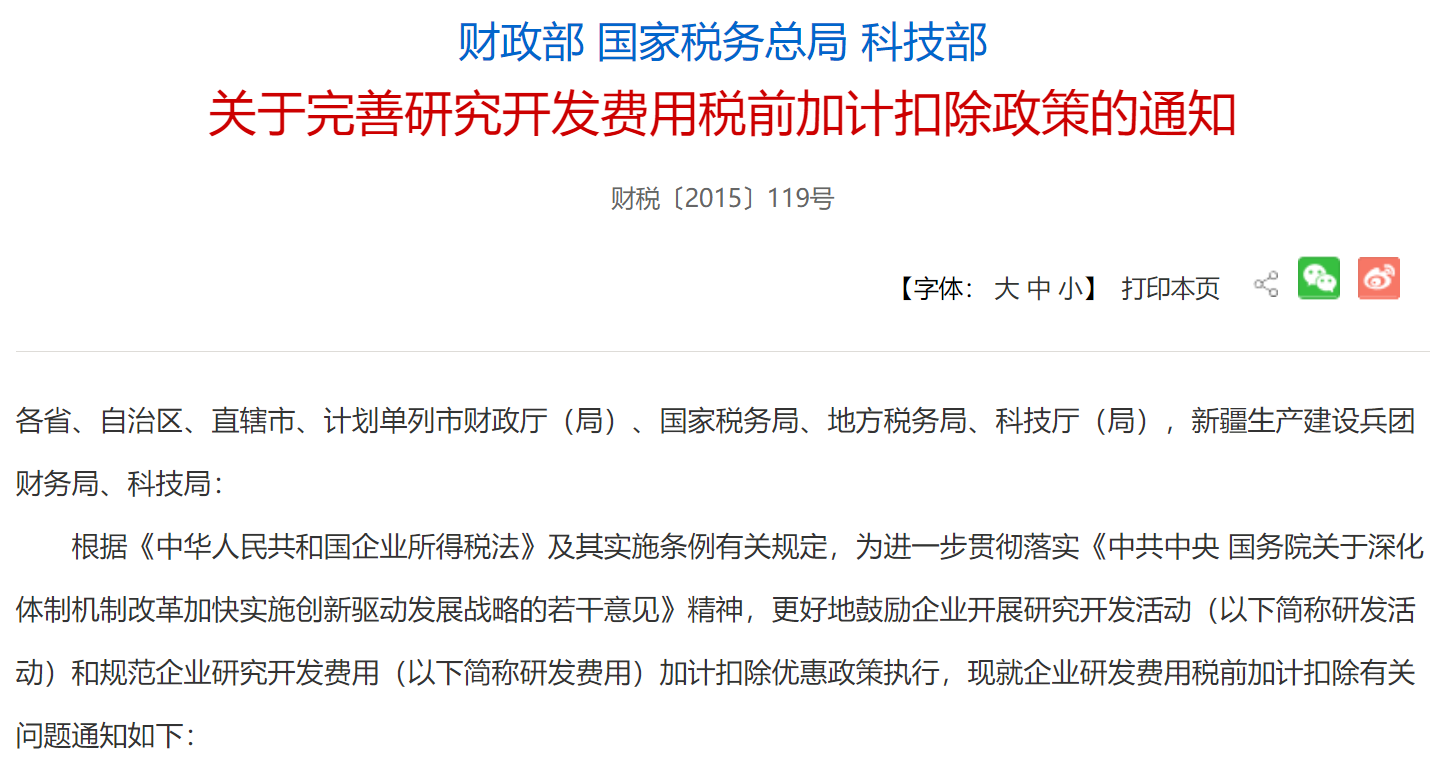 财政部 国家税务总局 科技部
关于完善研究开发费用税前加计扣除政策的通知
财税〔2015〕119号
【字体： 大 中 小】 打印本页
各省、自治区、直辖市、计划单列市财政厅（局）、国家税务局、地方税务局、科技厅（局），新疆生产建设兵团
财务局、科技局：
根据《中华人民共和国企业所得税法》及其实施条例有关规定，为进一步贯彻落实《中共中央 国务院关于深化
体制机制改革加快实施创新驱动发展战略的若干意见》精神，更好地鼓励企业开展研究开发活动（以下简称研发活
动）和规范企业研究开发费用（以下简称研发费用）加计扣除优惠政策执行，现就企业研发费用税前加计扣除有关
问题通知如下：